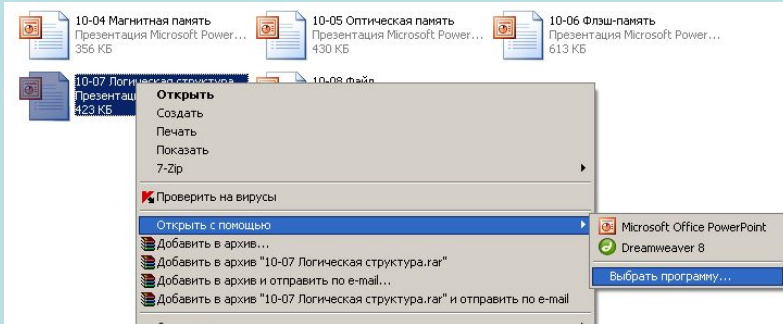 10-04 Магнитная память
Презентация Microsoft Power...
356 КБ
10-05 Оптическая память
Презентация Microsoft Power...
430 КБ
10-06 Флэш-память
Презентация Microsoft Power...
613 КБ
10-07 Логическая структура
423 КБ
10-08 Файл
Открыть
Создать
Печать
Показать
7-Zip
Проверить на вирусы
Открыть с помощью
Добавить в архив...
Добавить в архив "10-07 Логическая структура.rar"
Добавить в архив и отправить по e-mail...
Добавить в архив "10-07 Логическая структура.rar" и отправить по e-mail
Microsoft Office PowerPoint
Dreamweaver 8
Выбрать программу...